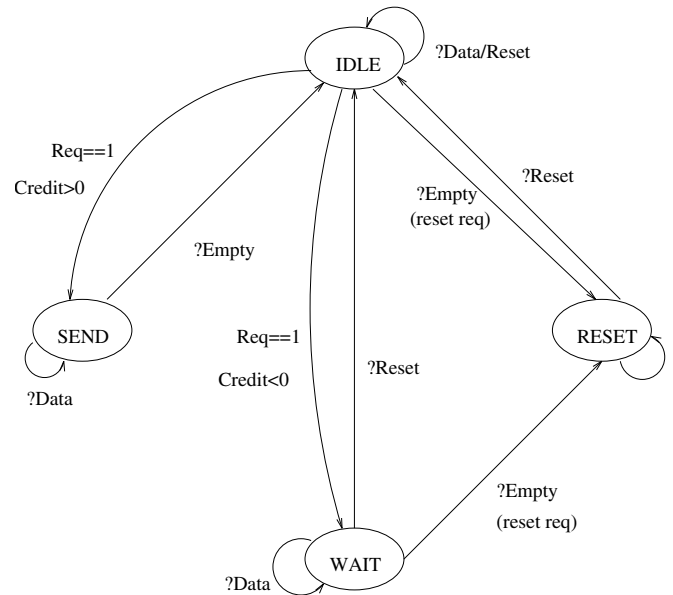 IDLE
?Data/Reset
Req==1
Credit>0
?Reset
?Empty
(reset req)
?Empty
SEND
RESET
Req==1
Credit<0
?Reset
?Data
?Empty
(reset req)
WAIT
?Data